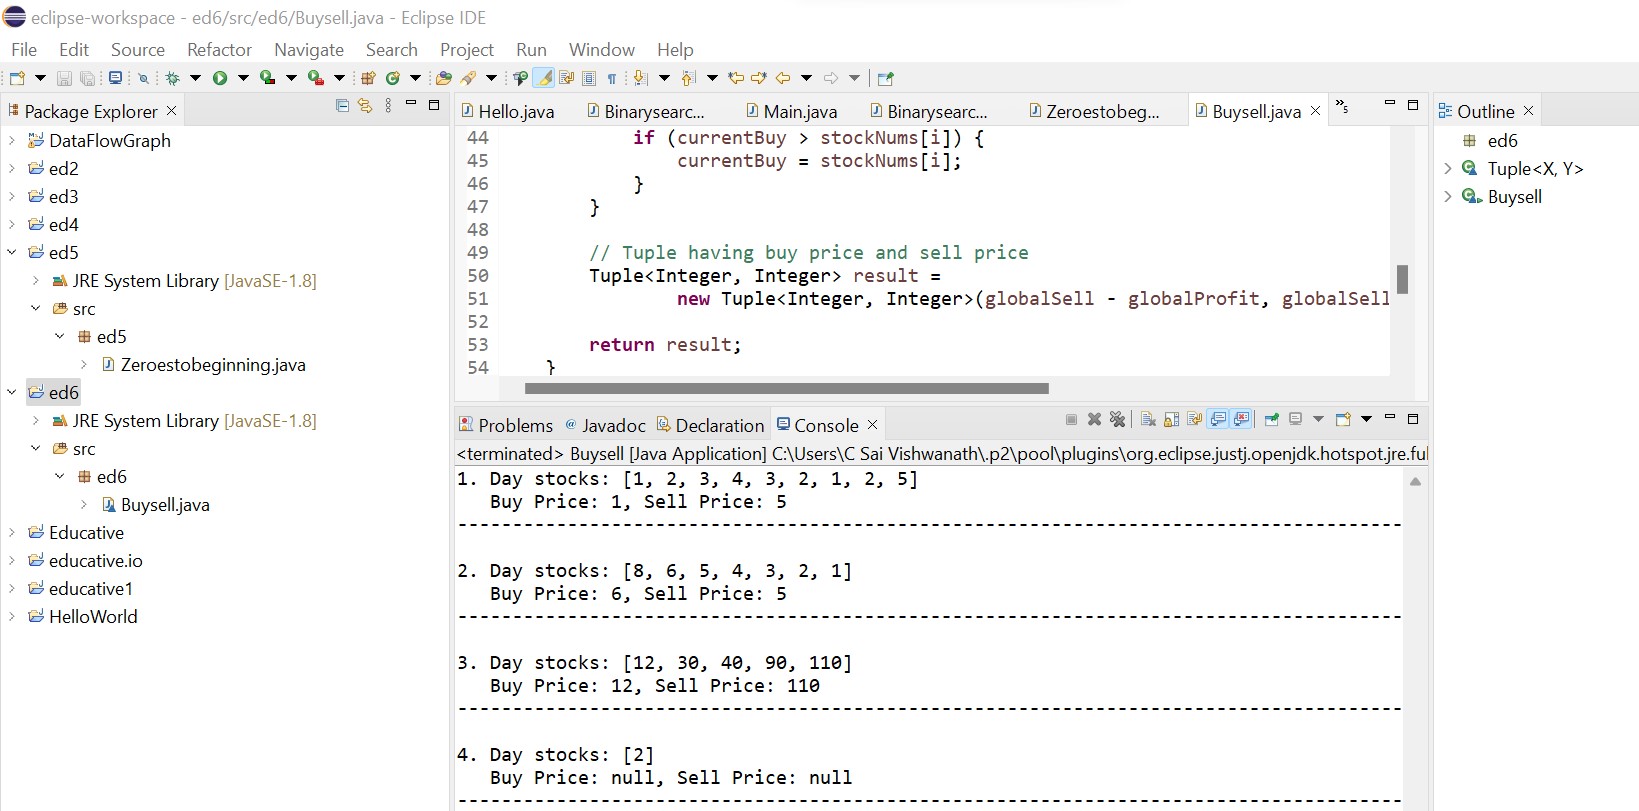 eclipse-workspace - ed6/src/ed6/Buysell.java - Eclipse IDE
File Edit Source Refactor Navigate Search Project Run Window Help
Package Explorer
DataFlowGraph
ed2
ed3
ed4
ed5
JRE System Library [JavaSE-1.8]
src
ed5
Zeroestobeginning.java
ed6
JRE System Library [JavaSE-1.8]
src
ed6
Buysell.java
Educative
educative.io
educative1
HelloWorld
Hello.java Binarysearc... Main.java Binarysearc... Zeroestobeg... Buysell.java »5
44 if (currentBuy > stockNums[i]) {
45 currentBuy = stockNums[i];
46 }
47 }
48
49 // Tuple having buy price and sell price
50 Tuple<Integer, Integer> result =
51 new Tuple<Integer, Integer>(globalSell - globalProfit, globalSell
52
53 return result;
54 }
Problems @ Javadoc Declaration Console
<terminated> Buysell [Java Application] C:\Users\C Sai Vishwanath\.p2\pool\plugins\org.eclipse.justj.openjdk.hotspot.jre.ful
1. Day stocks: [1, 2, 3, 4, 3, 2, 1, 2, 5]
Buy Price: 1, Sell Price: 5
--------------------------------------------------------------------------------------
2. Day stocks: [8, 6, 5, 4, 3, 2, 1]
Buy Price: 6, Sell Price: 5
--------------------------------------------------------------------------------------
3. Day stocks: [12, 30, 40, 90, 110]
Buy Price: 12, Sell Price: 110
--------------------------------------------------------------------------------------
4. Day stocks: [2]
Buy Price: null, Sell Price: null
--------------------------------------------------------------------------------------
Outline
ed6
Tuple<X, Y>
Buysell